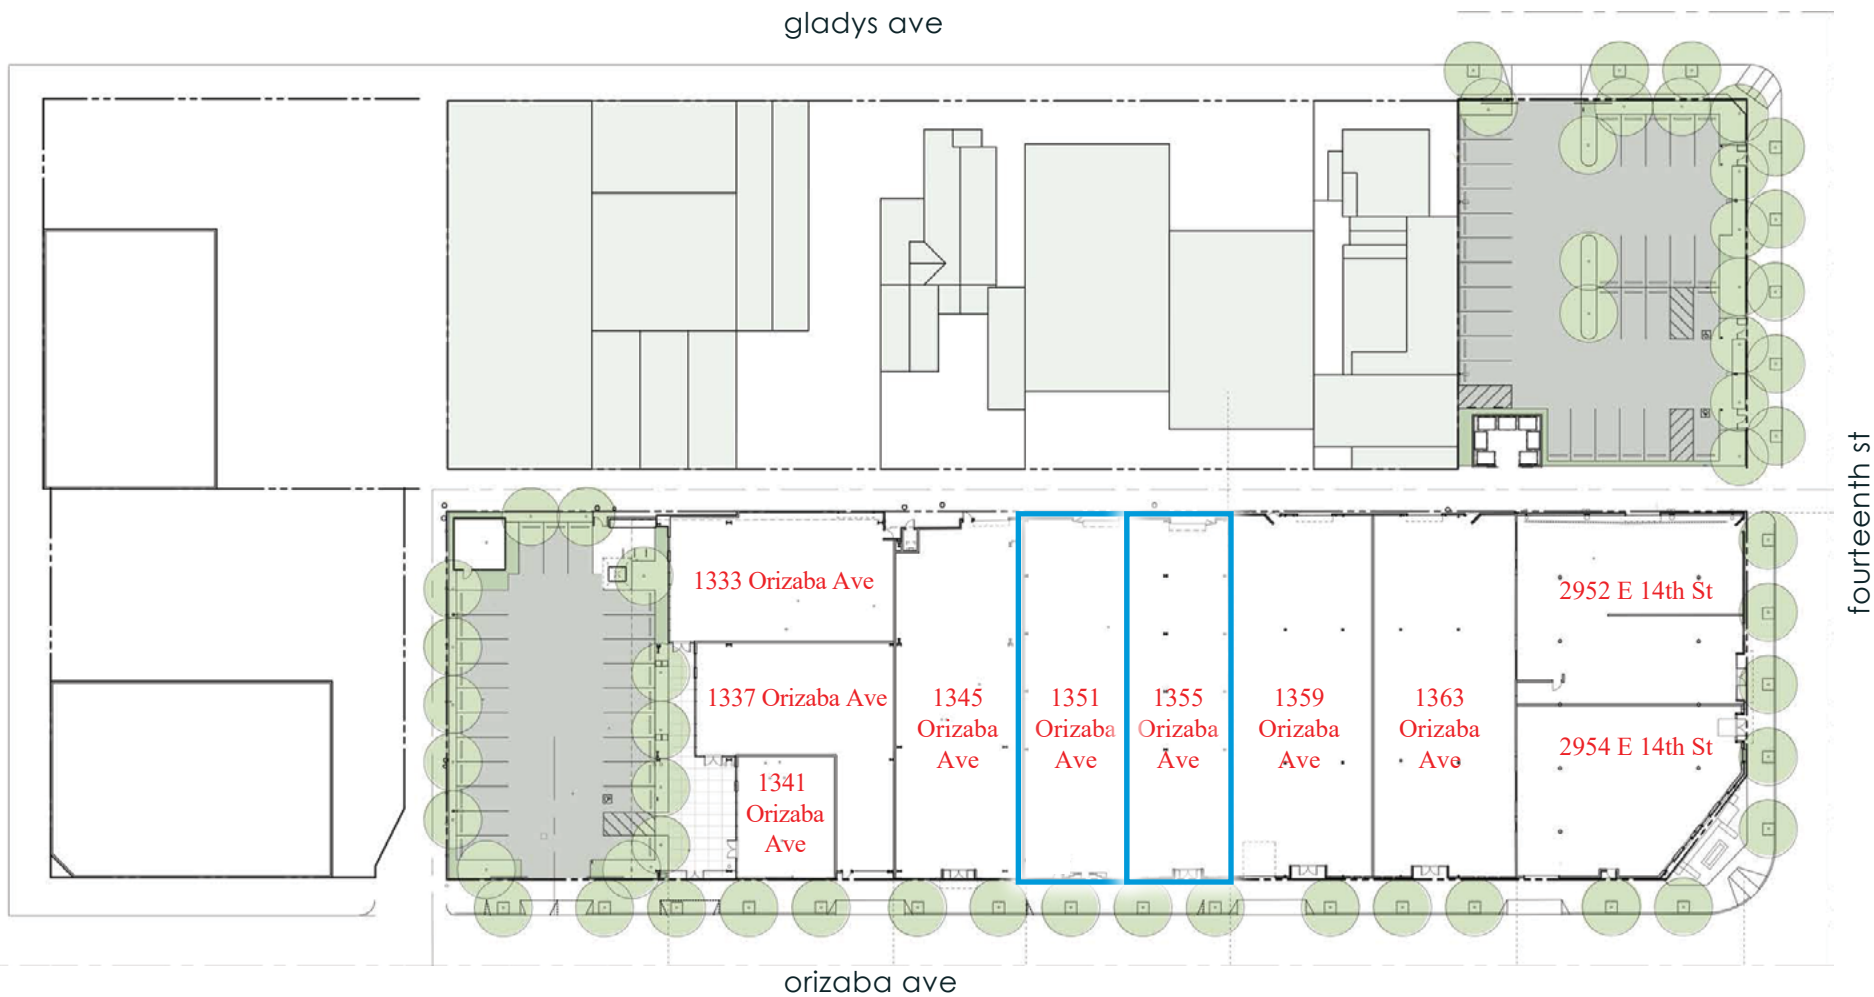 gladys ave
fourteenth st
1333 Orizaba Ave
2952 E 14th St
1337 Orizaba Ave
1345
Orizaba
Ave
1351
Orizaba
Ave
1355
Orizaba
Ave
1359
Orizaba
Ave
1363
Orizaba
Ave
2954 E 14th St
1341
Orizaba
Ave
orizaba ave